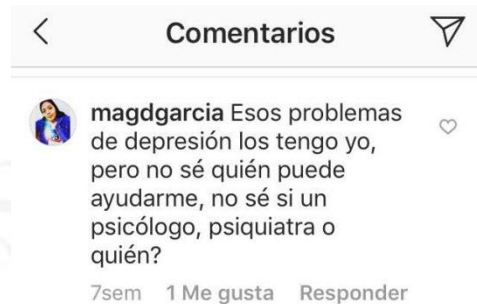 Comentarios
magdgarcia Esos problemas
de depresión los tengo yo,
pero no sé quién puede
ayudarme, no sé si un
psicólogo, psiquiatra o
quién?
7sem 1 Me gusta Responder